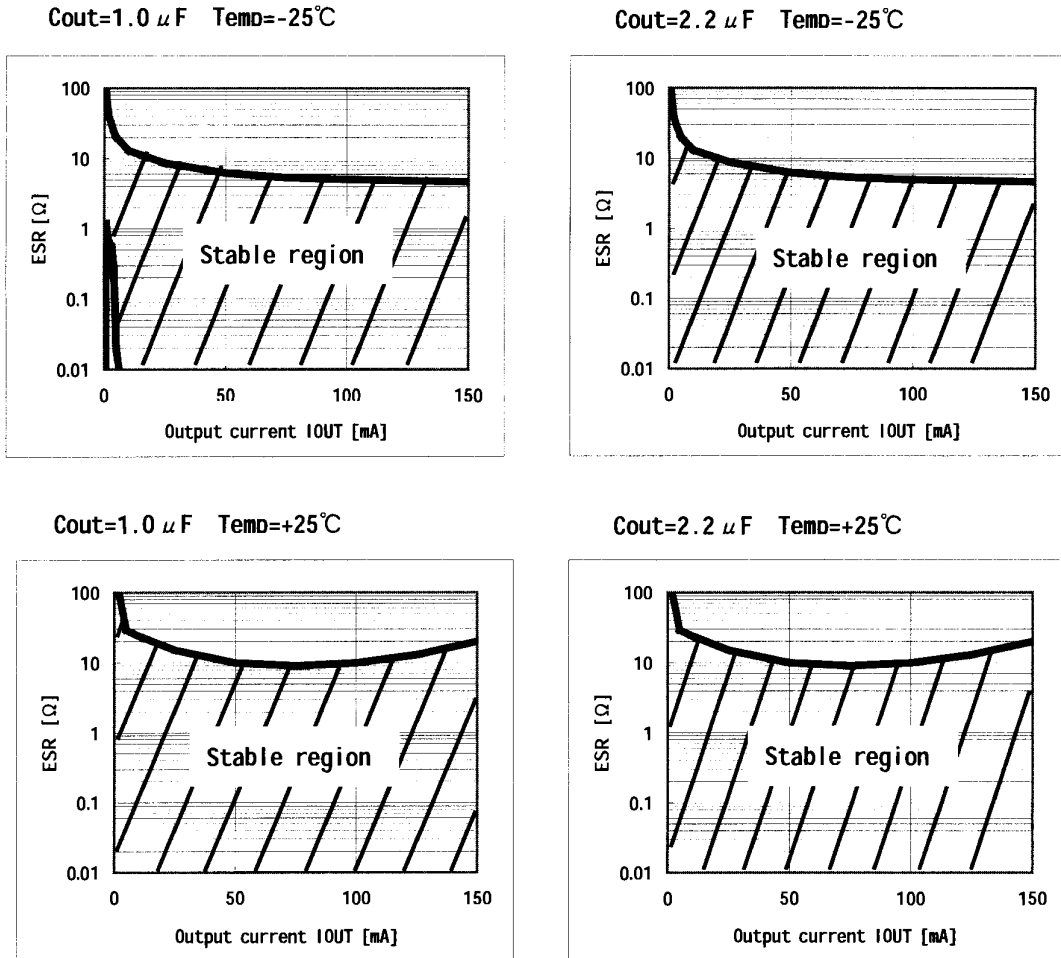 Cout=1.0 μF Temp=-25℃
100
10
1
0.1
0.01
ESR [Ω]
Stable region
0
50
100
150
Output current IOUT [mA]
Cout=2.2 μF Temp=-25℃
100
10
1
0.1
0.01
ESR [Ω]
Stable region
0
50
100
150
Output current IOUT [mA]
Cout=1.0 μF Temp=+25℃
100
10
1
0.1
0.01
ESR [Ω]
Stable region
0
50
100
150
Output current IOUT [mA]
Cout=2.2 μF Temp=+25℃
100
10
1
0.1
0.01
ESR [Ω]
Stable region
0
50
100
150
Output current IOUT [mA]